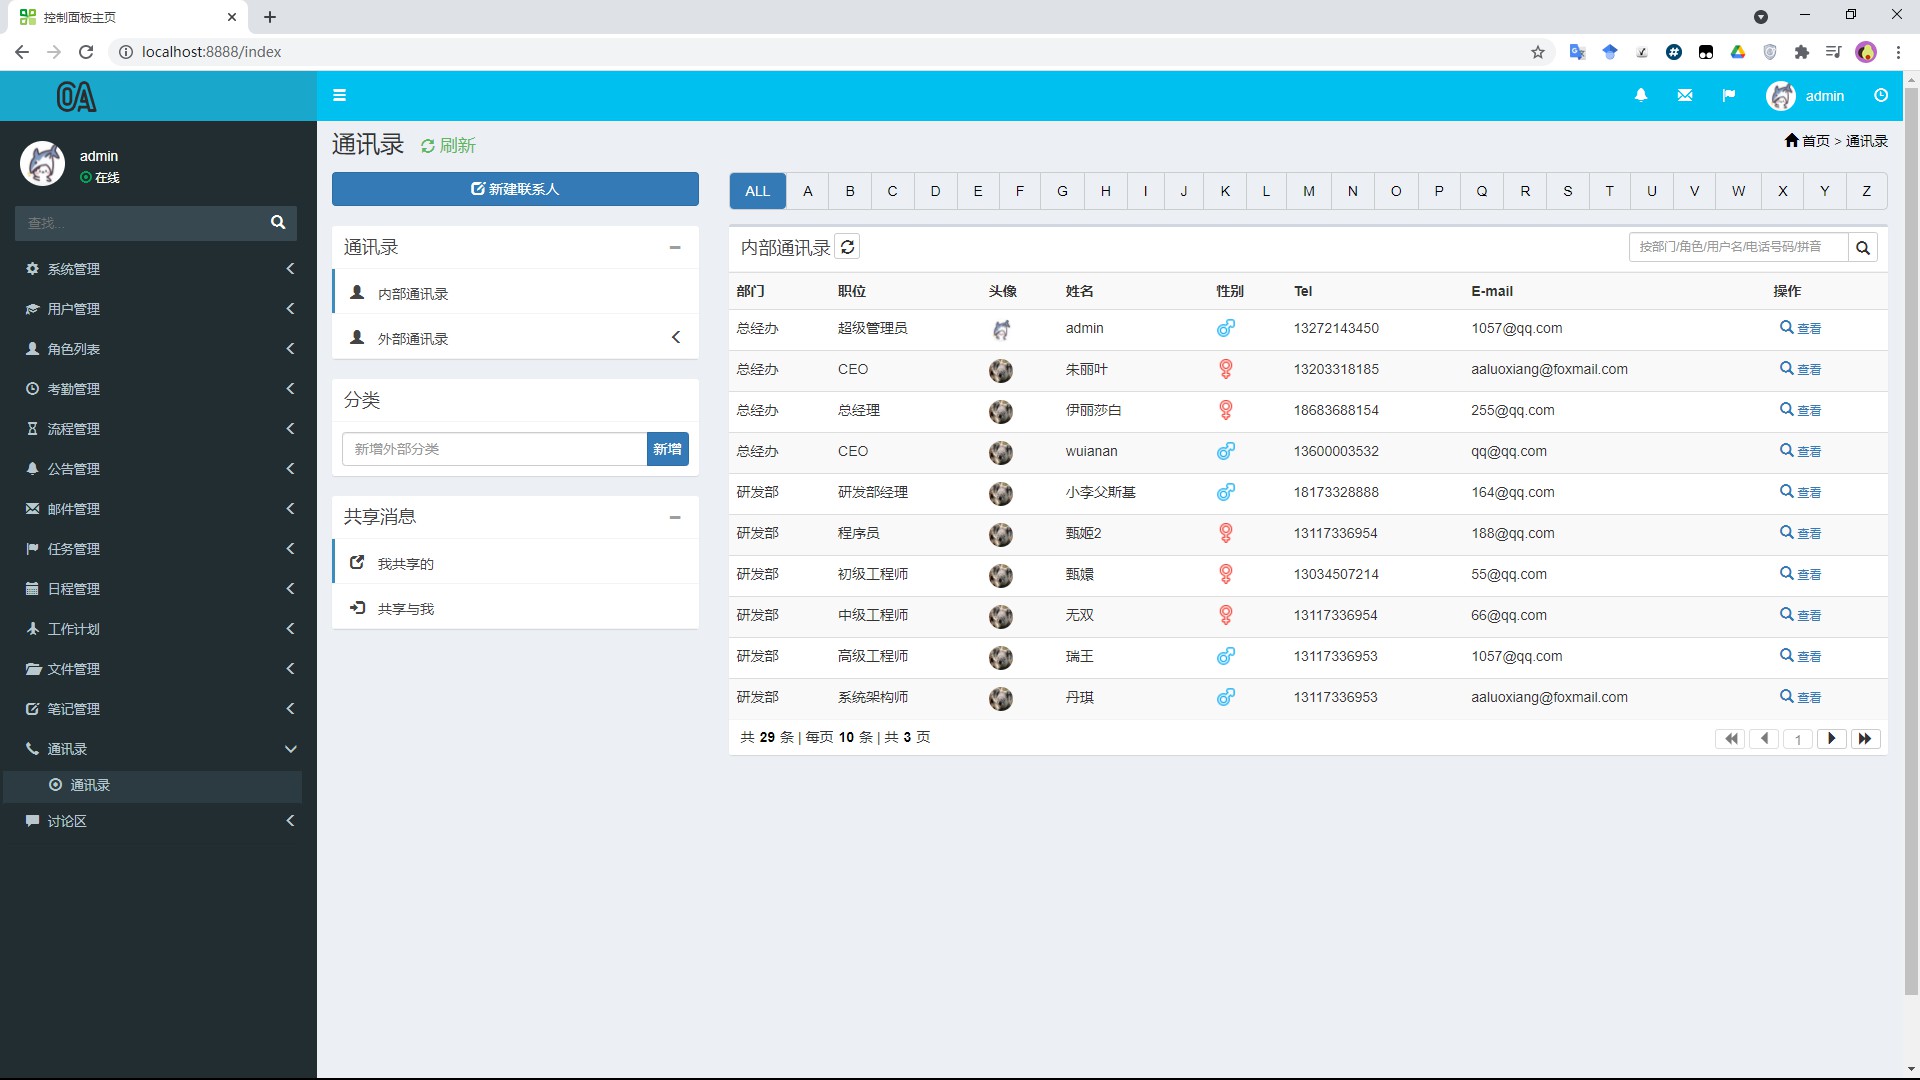 控制面板主页
localhost:8888/index
OA
admin
admin
在线
查找...
系统管理
用户管理
角色列表
考勤管理
流程管理
公告管理
邮件管理
任务管理
日程管理
工作计划
文件管理
笔记管理
通讯录
通讯录
讨论区
通讯录 刷新
首页 > 通讯录
新建联系人
通讯录
内部通讯录
外部通讯录
分类
新增外部分类 新增
共享消息
我共享的
共享与我
ALL A B C D E F G H I J K L M N O P Q R S T U V W X Y Z
内部通讯录
按部门/角色/用户名/电话号码/拼音
部门 职位 头像 姓名 性别 Tel E-mail 操作
总经办 超级管理员 admin 13272143450 1057@qq.com 查看
总经办 CEO 朱丽叶 13203318185 aaluoxiang@foxmail.com 查看
总经办 总经理 伊丽莎白 18683688154 255@qq.com 查看
总经办 CEO wuianan 13600003532 qq@qq.com 查看
研发部 研发部经理 小李父斯基 18173328888 164@qq.com 查看
研发部 程序员 甄姬2 13117336954 188@qq.com 查看
研发部 初级工程师 甄嬛 13034507214 55@qq.com 查看
研发部 中级工程师 无双 13117336954 66@qq.com 查看
研发部 高级工程师 瑞王 13117336953 1057@qq.com 查看
研发部 系统架构师 丹琪 13117336953 aaluoxiang@foxmail.com 查看
共 29 条 | 每页 10 条 | 共 3 页
1